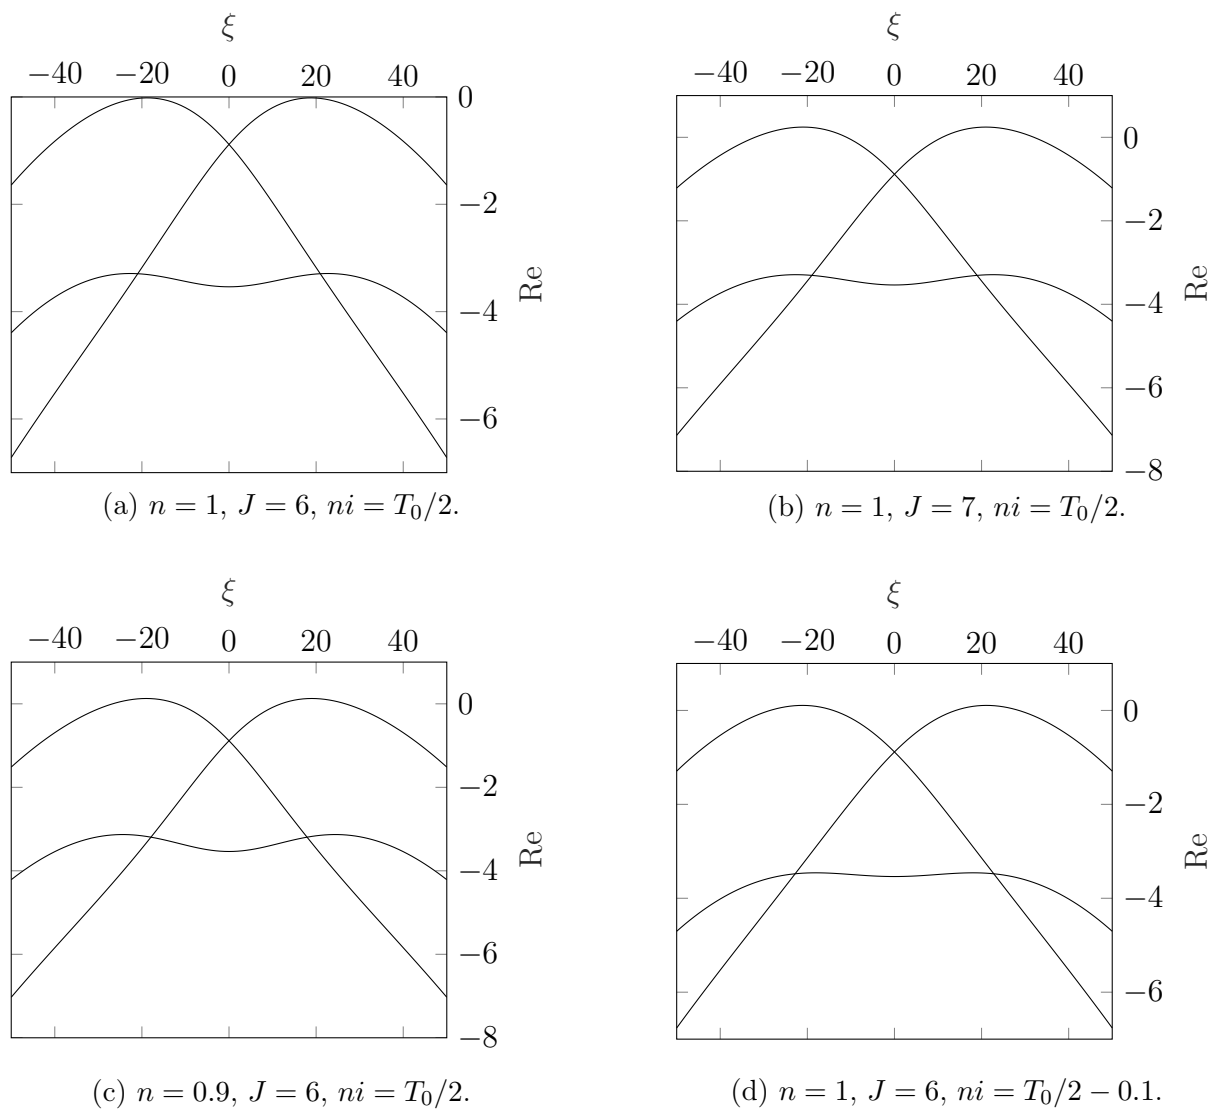 ξ
−40 −20 0 20 40
0
−2
−4
−6
Re
(a) n = 1, J = 6, ni = T₀/2.
ξ
−40 −20 0 20 40
0
−2
−4
−6
−8
Re
(b) n = 1, J = 7, ni = T₀/2.
ξ
−40 −20 0 20 40
0
−2
−4
−6
−8
Re
(c) n = 0.9, J = 6, ni = T₀/2.
ξ
−40 −20 0 20 40
0
−2
−4
−6
Re
(d) n = 1, J = 6, ni = T₀/2 − 0.1.